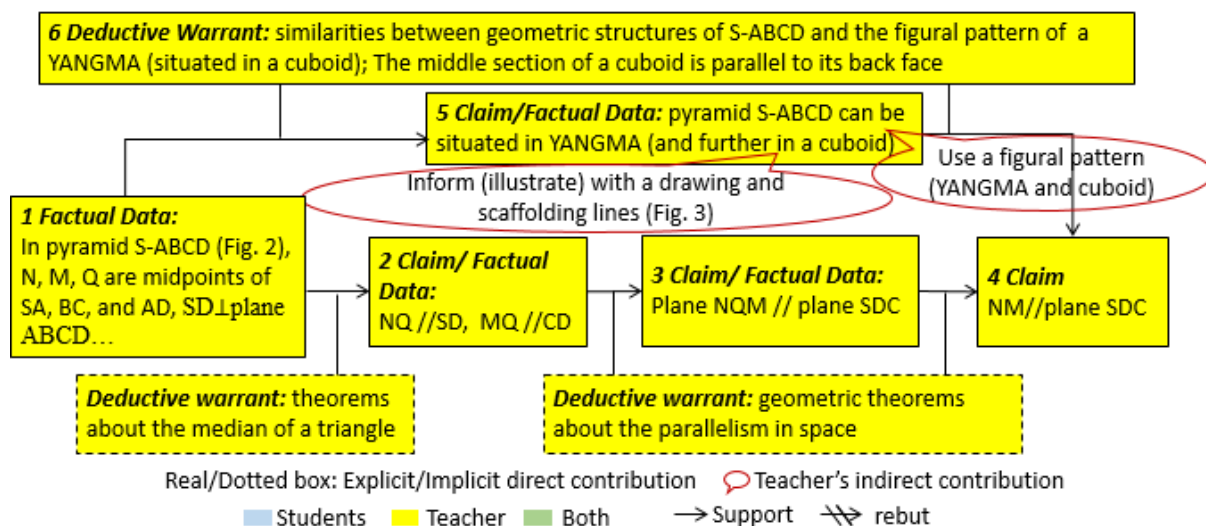 6 Deductive Warrant: similarities between geometric structures of S-ABCD and the figural pattern of a
YANGMA (situated in a cuboid); The middle section of a cuboid is parallel to its back face
5 Claim/Factual Data: pyramid S-ABCD can be
situated in YANGMA (and further in a cuboid)
Use a figural pattern
(YANGMA and cuboid)
Inform (illustrate) with a drawing and
scaffolding lines (Fig. 3)
1 Factual Data:
In pyramid S-ABCD (Fig. 2),
N, M, Q are midpoints of
SA, BC, and AD, SD⊥plane
ABCD…
2 Claim/ Factual
Data:
NQ //SD, MQ //CD
3 Claim/ Factual Data:
Plane NQM // plane SDC
4 Claim
NM//plane SDC
Deductive warrant: theorems
about the median of a triangle
Deductive warrant: geometric theorems
about the parallelism in space
Real/Dotted box: Explicit/Implicit direct contribution Teacher's indirect contribution
Students Teacher Both Support rebut